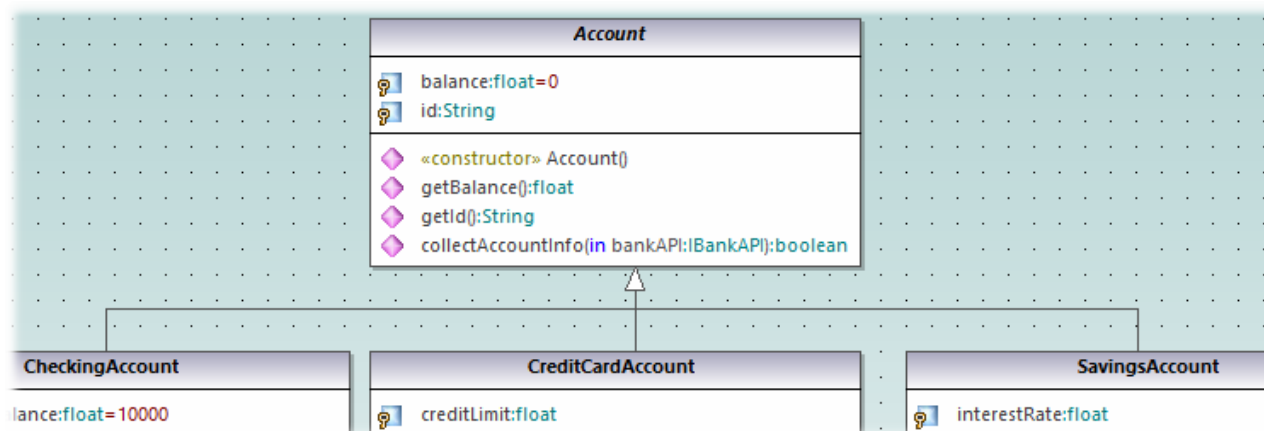 Account
balance:float=0
id:String
«constructor» Account()
getBalance():float
getId():String
collectAccountInfo(in bankAPI:IBankAPI):boolean
CheckingAccount
lance:float=10000
CreditCardAccount
creditLimit:float
SavingsAccount
interestRate:float